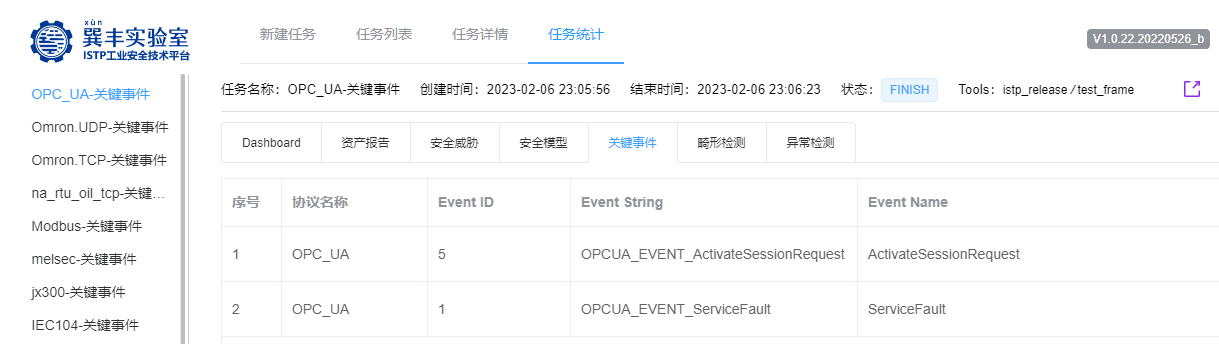 xùn
巽丰实验室
ISTP工业安全技术平台
新建任务 任务列表 任务详情 任务统计
V1.0.22.20220526_b
OPC_UA-关键事件
Omron.UDP-关键事件
Omron.TCP-关键事件
na_rtu_oil_tcp-关键…
Modbus-关键事件
melsec-关键事件
jx300-关键事件
IEC104-关键事件
任务名称：OPC_UA-关键事件 创建时间：2023-02-06 23:05:56 结束时间：2023-02-06 23:06:23 状态： FINISH Tools：istp_release / test_frame
Dashboard 资产报告 安全威胁 安全模型 关键事件 畸形检测 异常检测
序号 协议名称 Event ID Event String Event Name
1 OPC_UA 5 OPCUA_EVENT_ActivateSessionRequest ActivateSessionRequest
2 OPC_UA 1 OPCUA_EVENT_ServiceFault ServiceFault